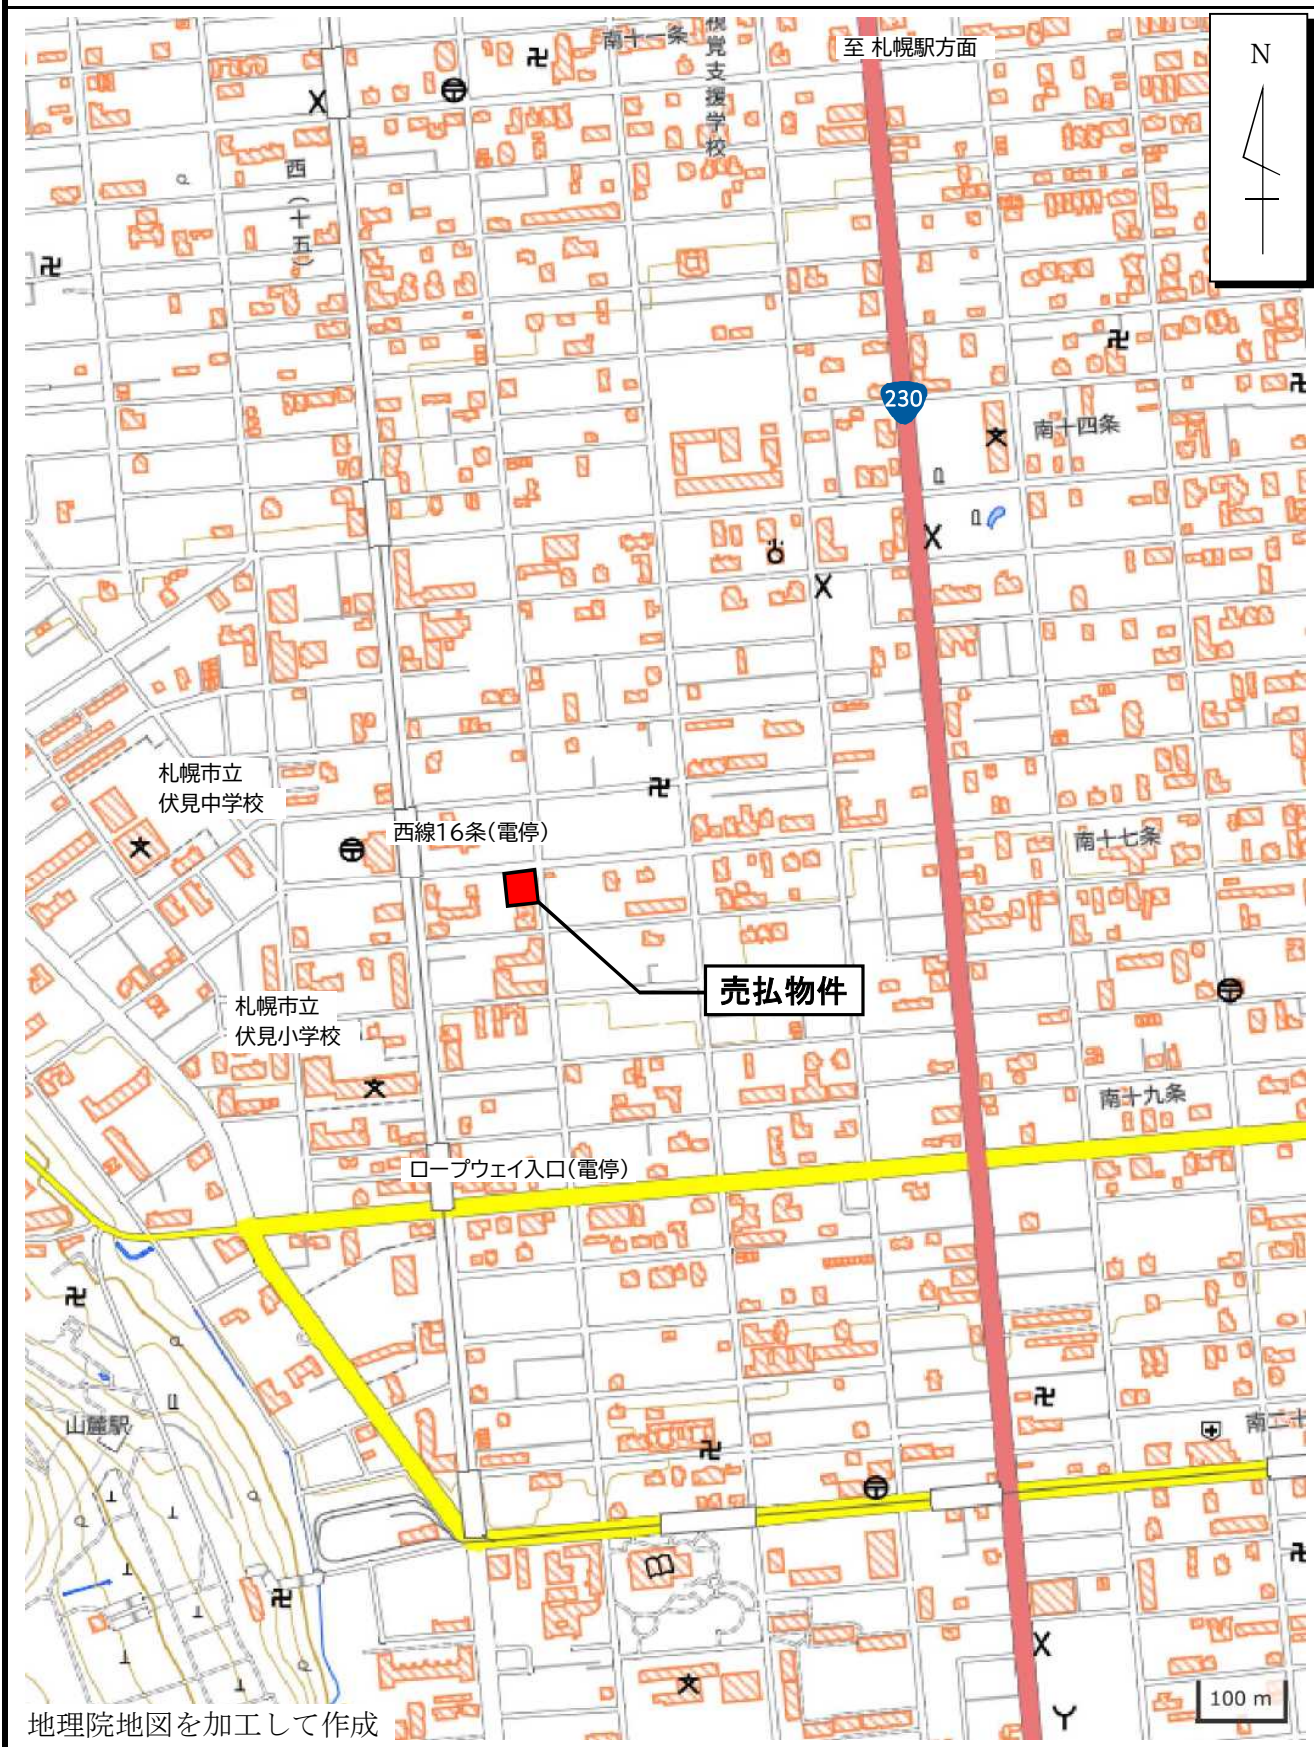 南十一条
視覚支援学校
至 札幌駅方面
N
西(十五)
230
南十四条
札幌市立
伏見中学校
西線16条(電停)
南十七条
売払物件
札幌市立
伏見小学校
南十九条
ロープウェイ入口(電停)
山麓駅
南二十
100 m
地理院地図を加工して作成